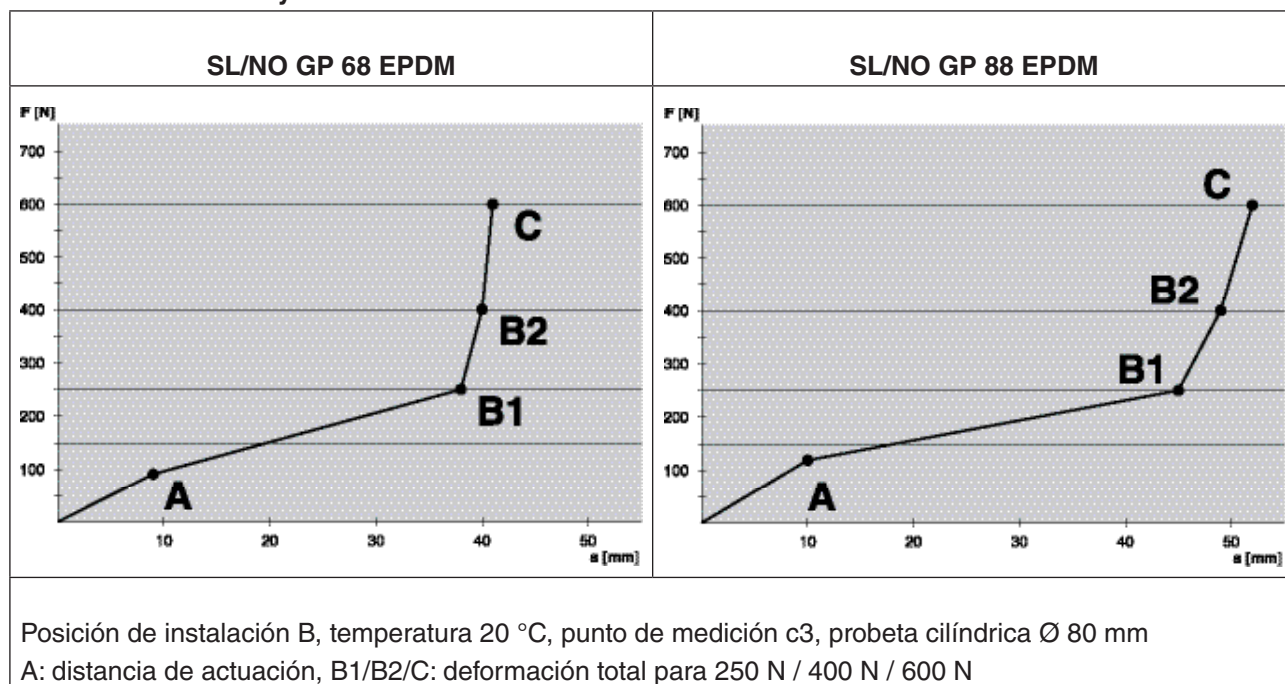 SL/NO GP 68 EPDM
SL/NO GP 88 EPDM
F [N]
700
600
500
400
300
200
100
10 20 30 40 50
s [mm]
A
B1
B2
C
F [N]
700
600
500
400
300
200
100
10 20 30 40 50
s [mm]
A
B1
B2
C
Posición de instalación B, temperatura 20 °C, punto de medición c3, probeta cilíndrica Ø 80 mm
A: distancia de actuación, B1/B2/C: deformación total para 250 N / 400 N / 600 N